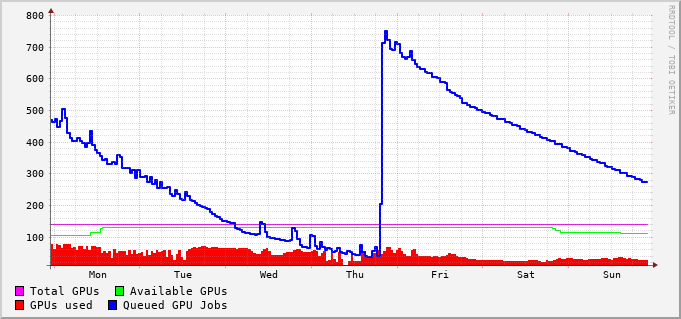 800
700
600
500
400
300
200
100
Mon Tue Wed Thu Fri Sat Sun
Total GPUs Available GPUs
GPUs used Queued GPU Jobs
RRDTOOL / TOBI OETIKER